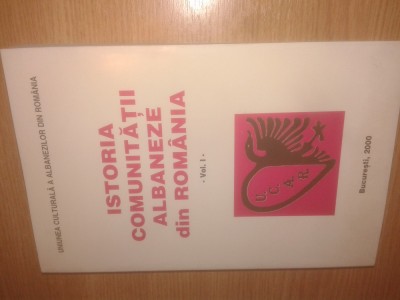 UNIUNEA CULTURALĂ A ALBANEZILOR DIN ROMÂNIA
ISTORIA
COMUNITĂȚII
ALBANEZE
din ROMÂNIA
- Vol. I -
U.C.A.R.
București, 2000